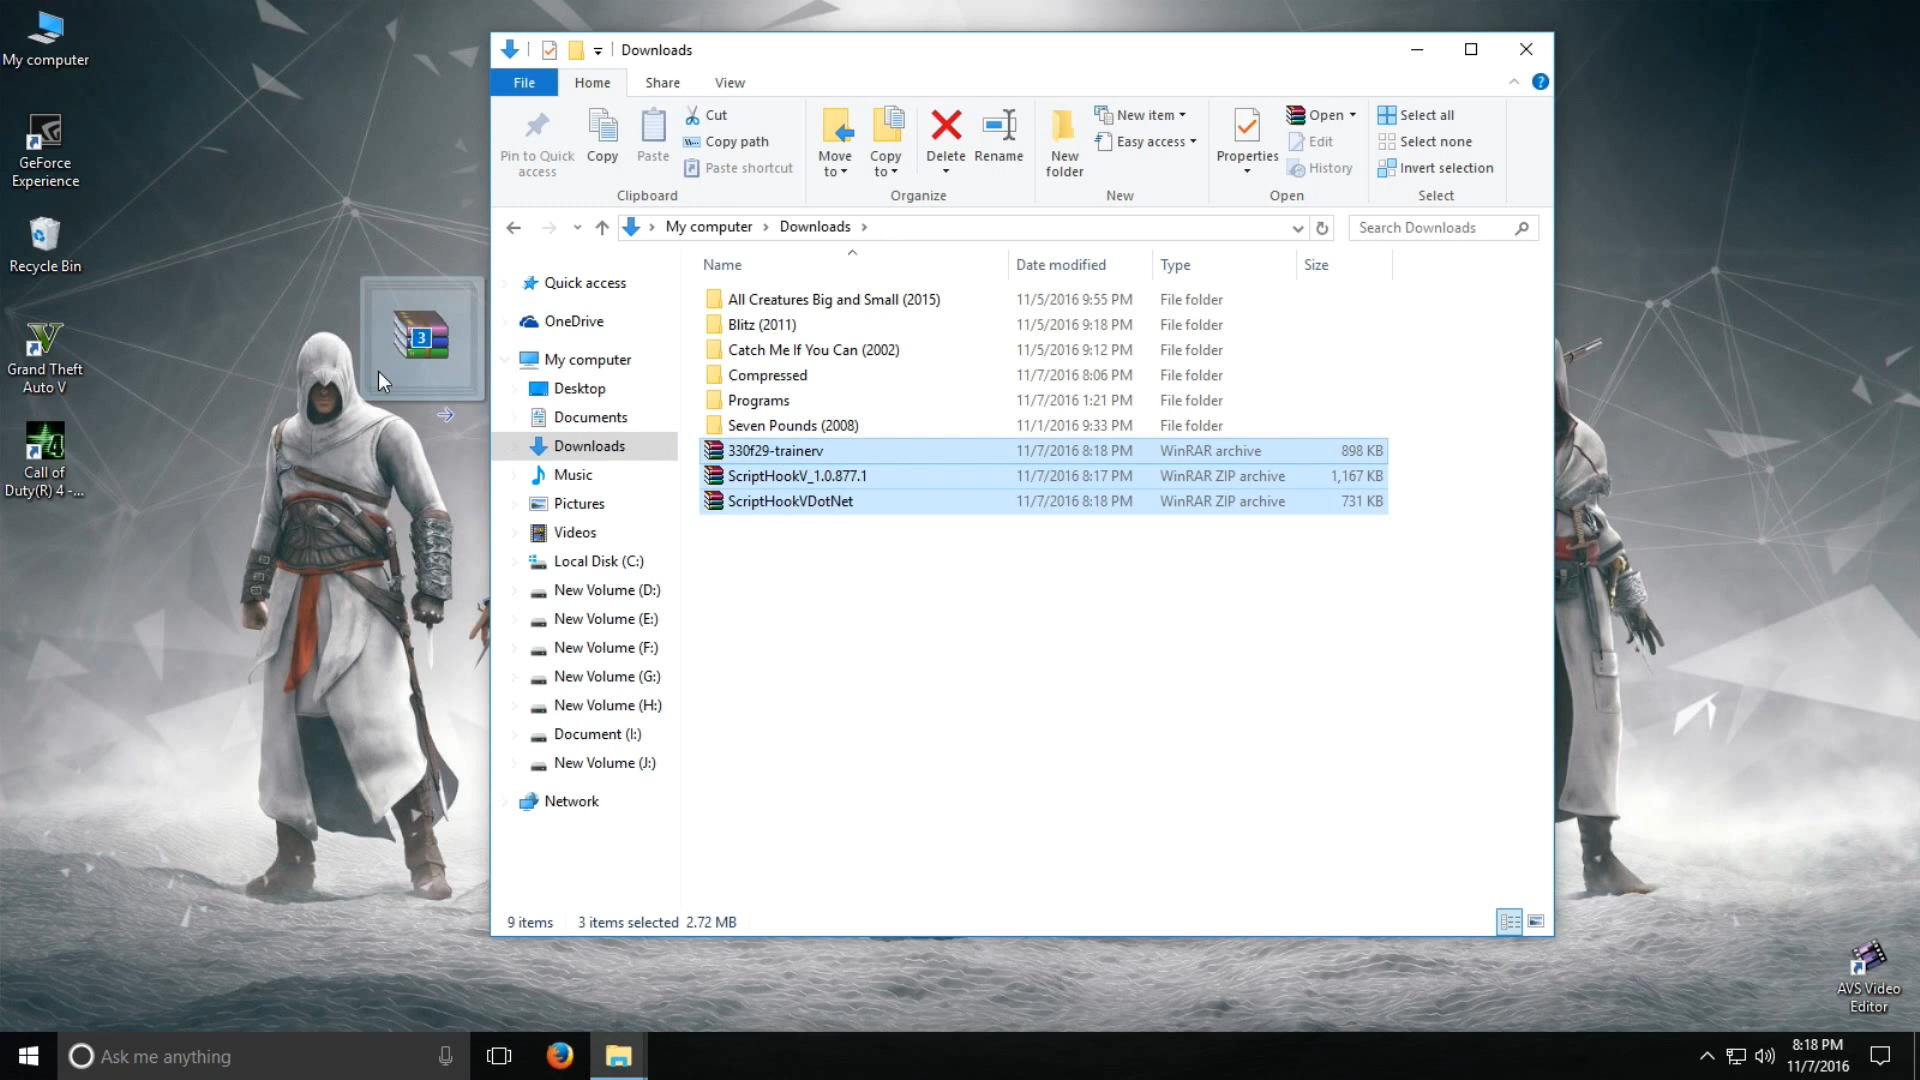 My computer
GeForce
Experience
Recycle Bin
Grand Theft
Auto V
4
Call of
Duty(R) 4 -...
3
Downloads
File
Home
Share
View
Pin to Quick
access
Copy
Paste
Cut
Copy path
Paste shortcut
Clipboard
Move
to
Copy
to
Delete
Rename
Organize
New
folder
New item
Easy access
New
Properties
Open
Edit
History
Open
Select all
Select none
Invert selection
Select
My computer
Downloads
Search Downloads
Quick access
OneDrive
My computer
Desktop
Documents
Downloads
Music
Pictures
Videos
Local Disk (C:)
New Volume (D:)
New Volume (E:)
New Volume (F:)
New Volume (G:)
New Volume (H:)
Document (I:)
New Volume (J:)
Network
Name Date modified Type Size
All Creatures Big and Small (2015) 11/5/2016 9:55 PM File folder
Blitz (2011) 11/5/2016 9:18 PM File folder
Catch Me If You Can (2002) 11/5/2016 9:12 PM File folder
Compressed 11/7/2016 8:06 PM File folder
Programs 11/7/2016 1:21 PM File folder
Seven Pounds (2008) 11/1/2016 9:33 PM File folder
330f29-trainerv 11/7/2016 8:18 PM WinRAR archive 898 KB
ScriptHookV_1.0.877.1 11/7/2016 8:17 PM WinRAR ZIP archive 1,167 KB
ScriptHookVDotNet 11/7/2016 8:18 PM WinRAR ZIP archive 731 KB
9 items 3 items selected 2.72 MB
AVS Video
Editor
Ask me anything
8:18 PM
11/7/2016